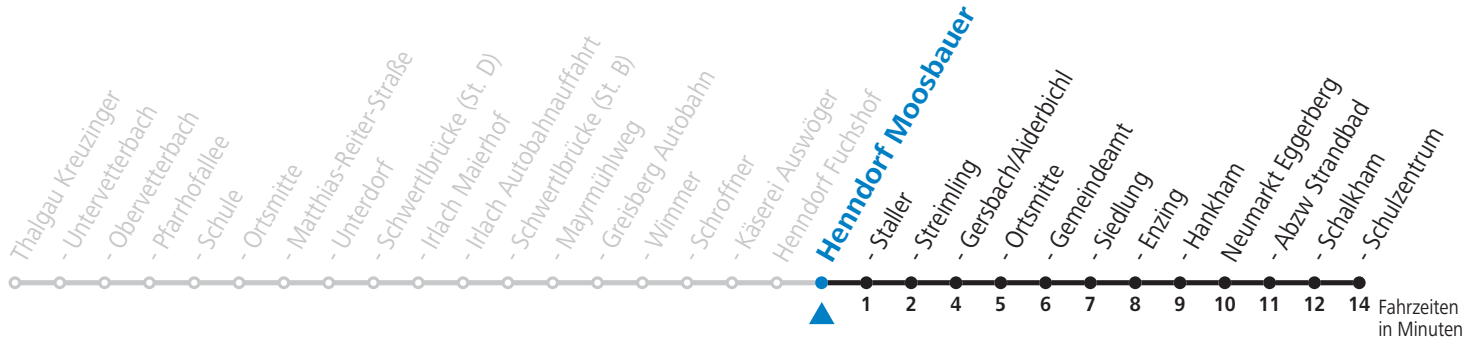 Thalgau Kreuzinger
- Untervetterbach
- Obervetterbach
- Pfarrhofallee
- Schule
- Ortsmitte
- Matthias-Reiter-Straße
- Unterdorf
- Schwertlbrücke (St. D)
- Irlach Maierhof
- Irlach Autobahnauffahrt
- Schwertlbrücke (St. B)
- Mayrmühlweg
- Greisberg Autobahn
- Wimmer
- Schroffner
- Käserei Auswöger
Henndorf Fuchshof
Henndorf Moosbauer
- Staller
- Streimling
- Gersbach/Aiderbichl
- Ortsmitte
- Gemeindeamt
- Siedlung
- Enzing
- Hankham
Neumarkt Eggerberg
- Abzw Strandbad
- Schalkham
- Schulzentrum
1 2 4 5 6 7 8 9 10 11 12 14 Fahrzeiten
in Minuten